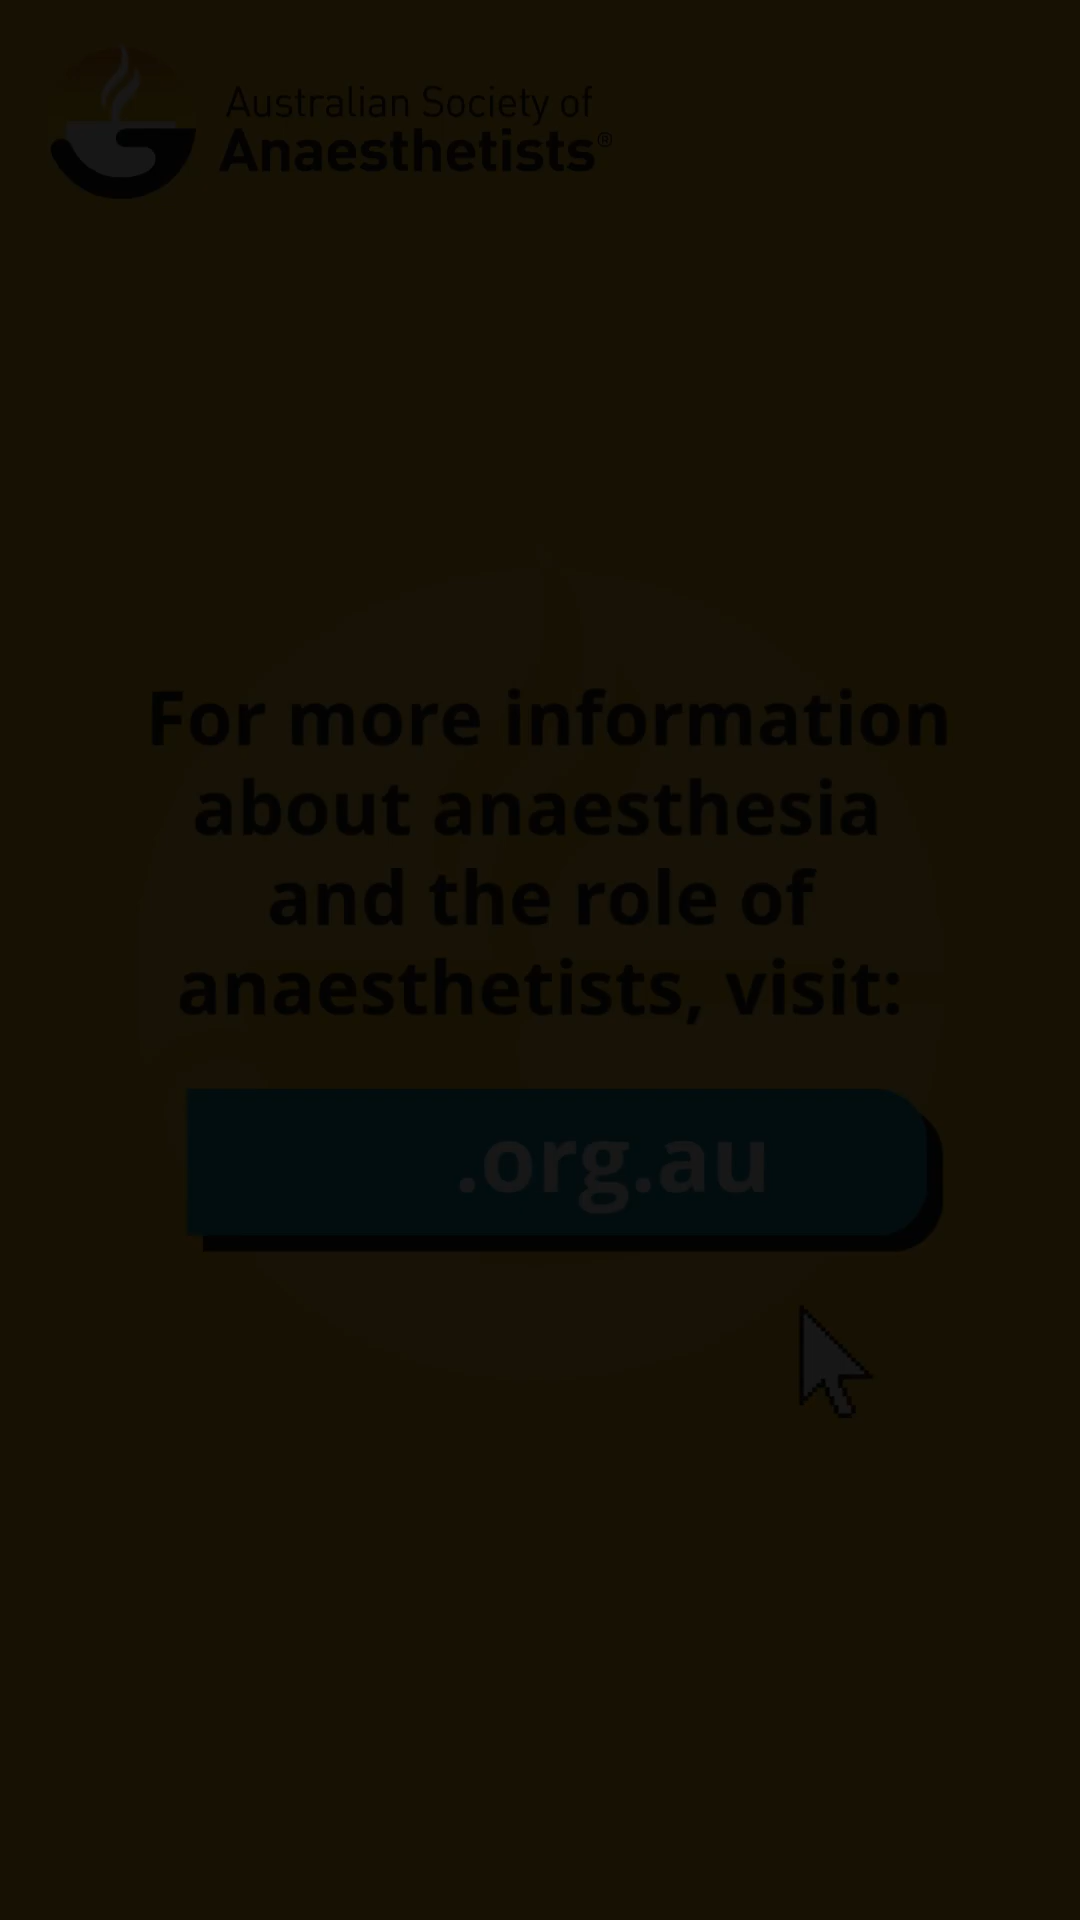 Australian Society of
Anaesthetists®
For more information
about anaesthesia
and the role of
anaesthetists, visit:
.org.au